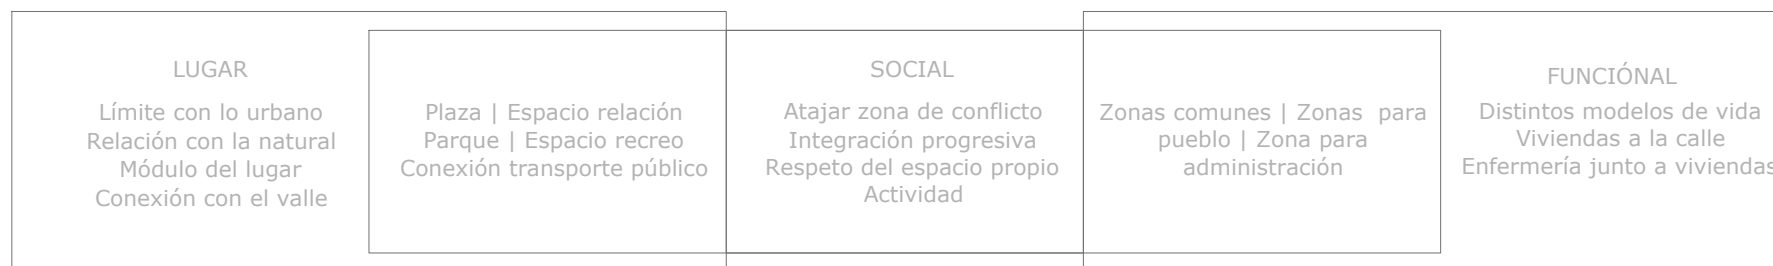 LUGAR
Límite con lo urbano
Relación con la natural
Módulo del lugar
Conexión con el valle
Plaza | Espacio relación
Parque | Espacio recreo
Conexión transporte público
SOCIAL
Atajar zona de conflicto
Integración progresiva
Respeto del espacio propio
Actividad
Zonas comunes | Zonas para
pueblo | Zona para
administración
FUNCIÓNAL
Distintos modelos de vida
Viviendas a la calle
Enfermería junto a viviendas